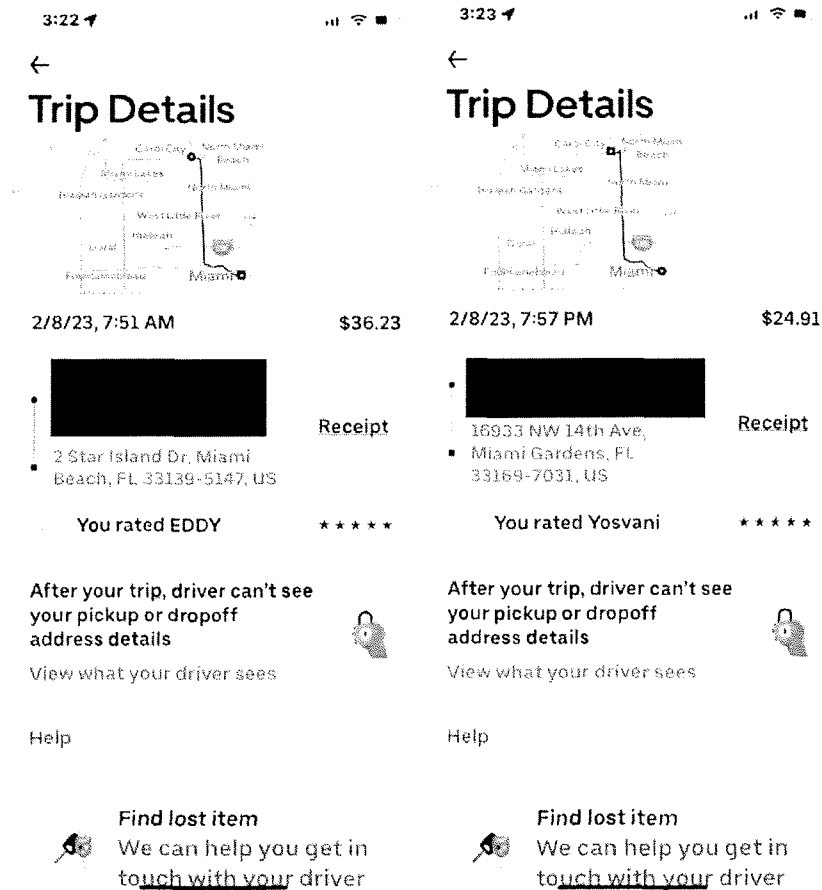 3:22
Trip Details
Carol City
North Miami
Beach
Miami Lakes
North Miami
Hialeah Gardens
West Little River
Hialeah
Doral
Fountainebleau
Miami
2/8/23, 7:51 AM
$36.23
Receipt
2 Star Island Dr, Miami
Beach, FL 33139-5147, US
You rated EDDY
After your trip, driver can't see
your pickup or dropoff
address details
View what your driver sees
Help
Find lost item
We can help you get in
touch with your driver
3:23
Trip Details
Carol City
North Miami
Beach
Miami Lakes
North Miami
Hialeah Gardens
West Little River
Hialeah
Doral
Miami
2/8/23, 7:57 PM
$24.91
16933 NW 14th Ave,
Miami Gardens, FL
33169-7031, US
Receipt
You rated Yosvani
After your trip, driver can't see
your pickup or dropoff
address details
View what your driver sees
Help
Find lost item
We can help you get in
touch with your driver